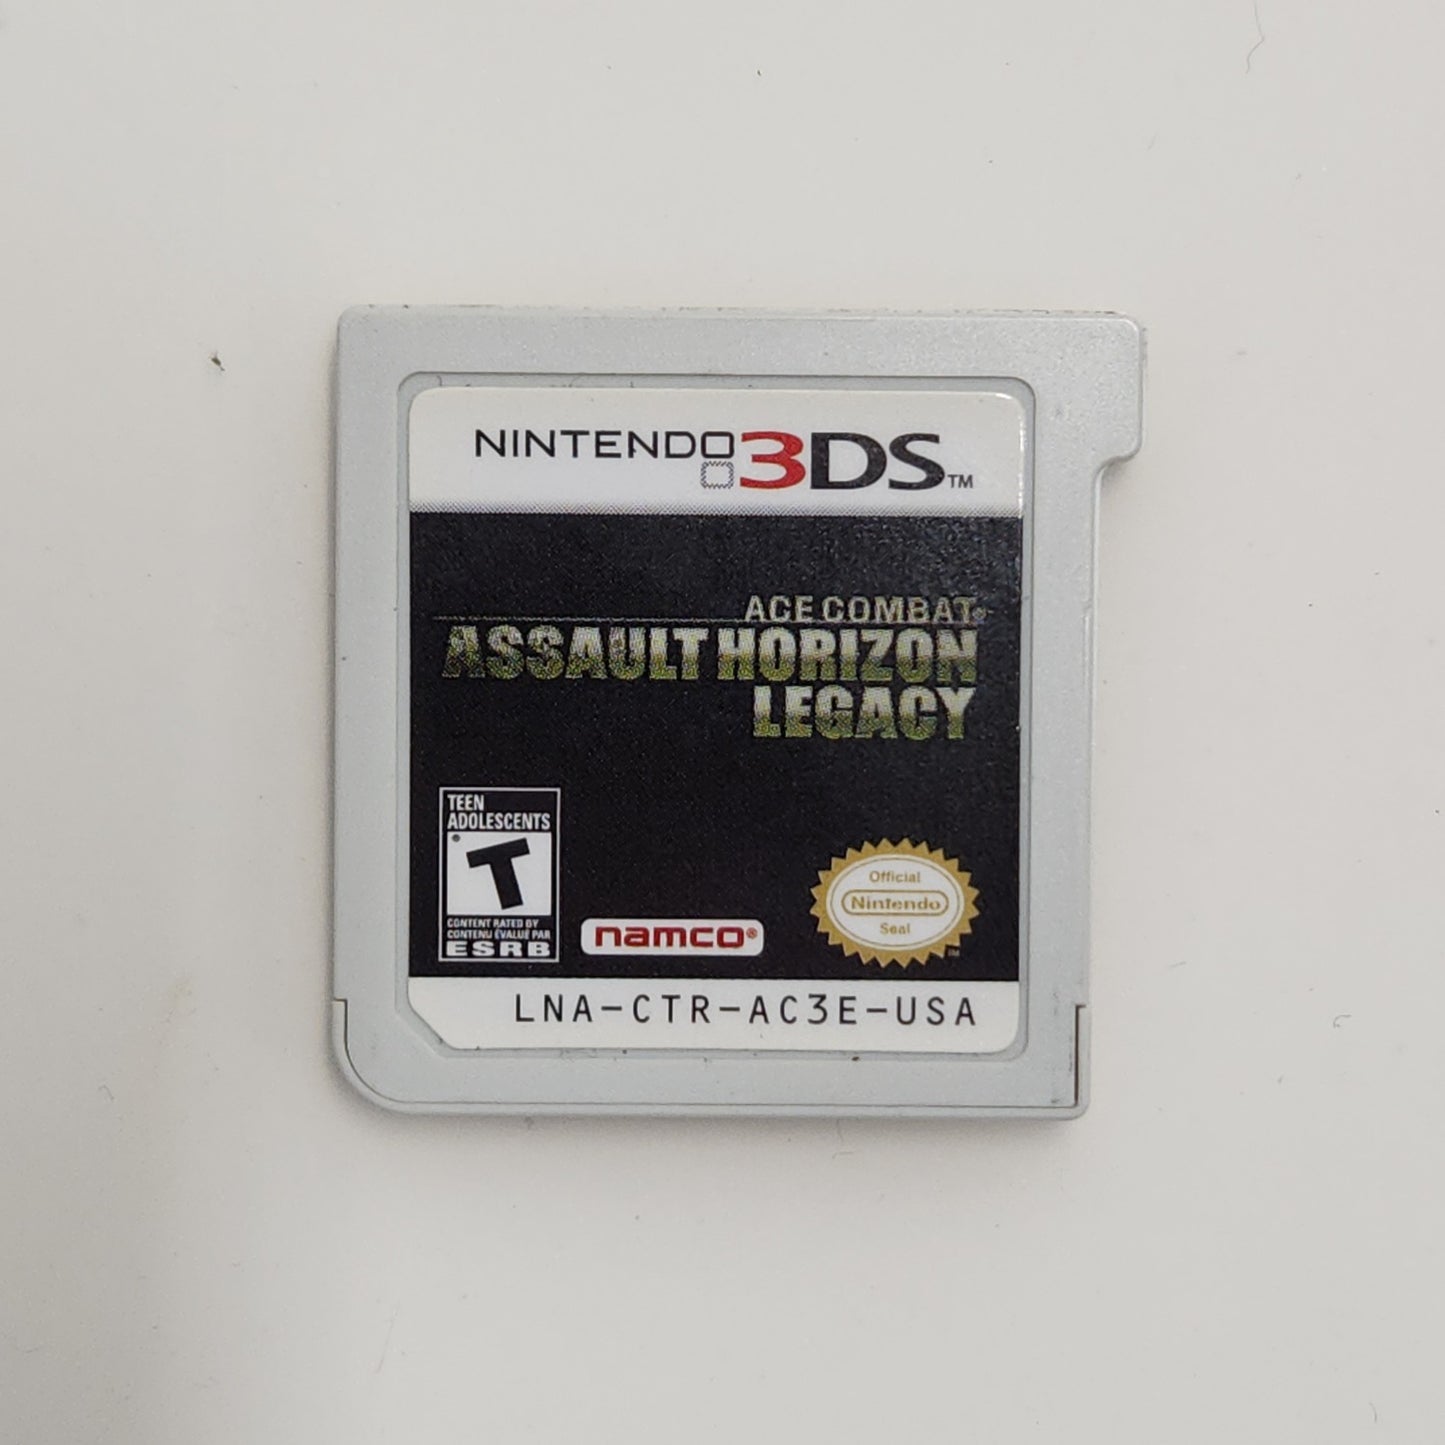 NINTENDO 3DS™
ACE COMBAT®
ASSAULT HORIZON
LEGACY
TEEN
ADOLESCENTS
T
®
CONTENT RATED BY
CONTENU ÉVALUÉ PAR
ESRB
namco®
Official
Nintendo
Seal
TM
LNA-CTR-AC3E-USA